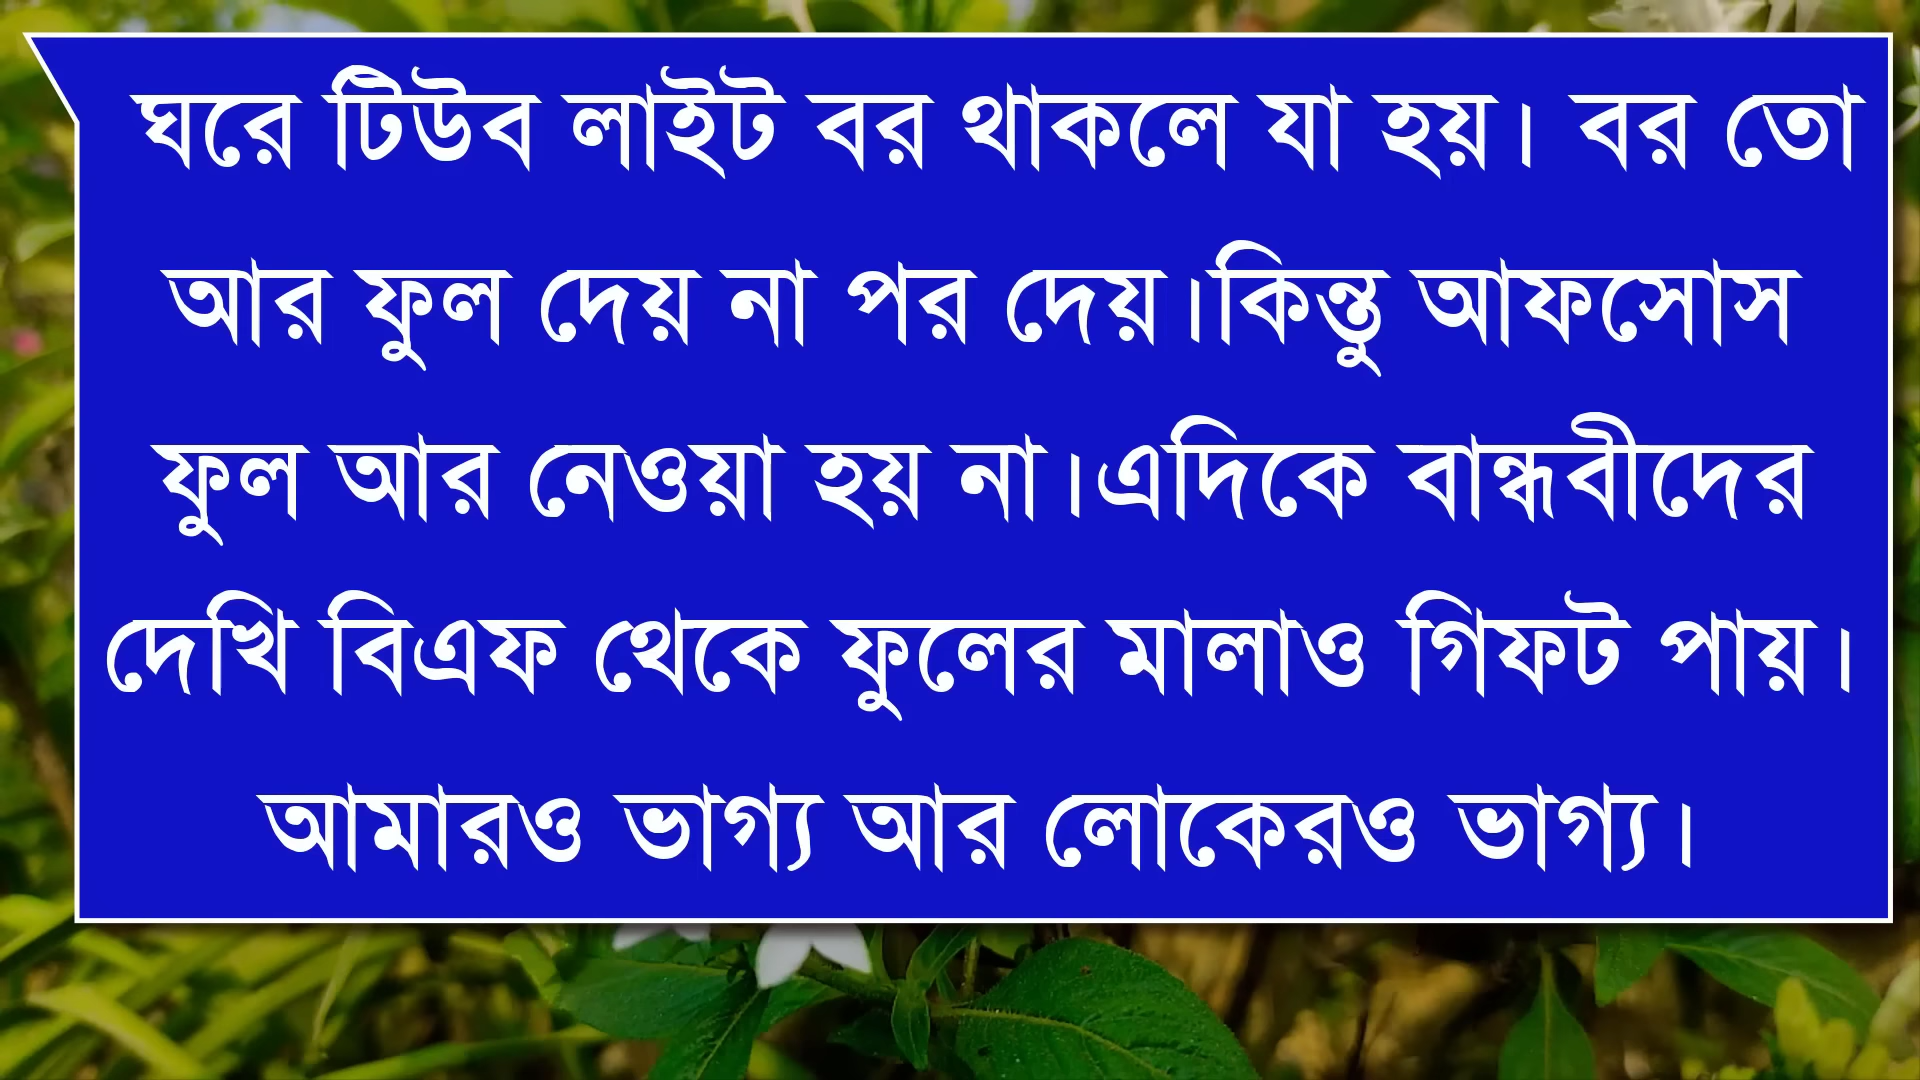 ঘরে টিউব লাইট বর থাকলে যা হয়। বর তো
আর ফুল দেয় না পর দেয়।কিন্তু আফসোস
ফুল আর নেওয়া হয় না।এদিকে বান্ধবীদের
দেখি বিএফ থেকে ফুলের মালাও গিফট পায়।
আমারও ভাগ্য আর লোকেরও ভাগ্য।